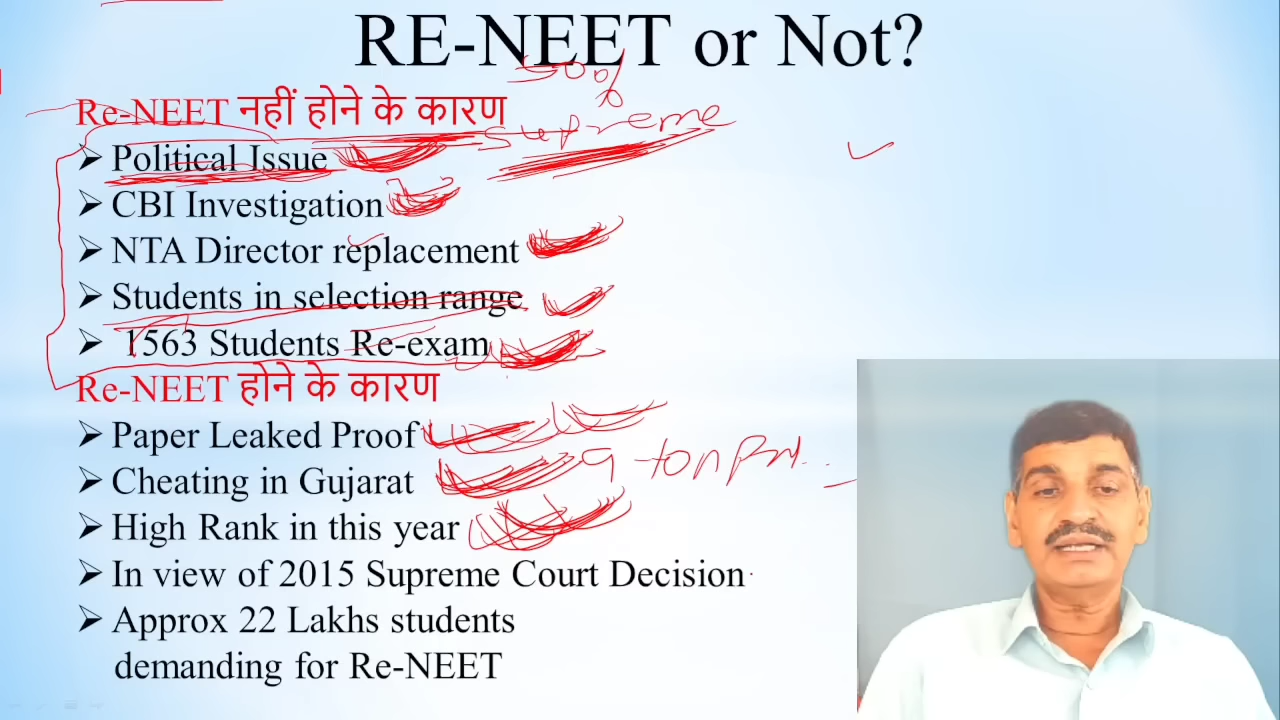 RE-NEET or Not?
50%
Re-NEET नहीं होने के कारण
Supreme
➢ Political Issue
➢ CBI Investigation
➢ NTA Director replacement
➢ Students in selection range
➢ 1563 Students Re-exam
Re-NEET होने के कारण
➢ Paper Leaked Proof
➢ Cheating in Gujarat
➢ High Rank in this year
➢ In view of 2015 Supreme Court Decision
➢ Approx 22 Lakhs students
demanding for Re-NEET